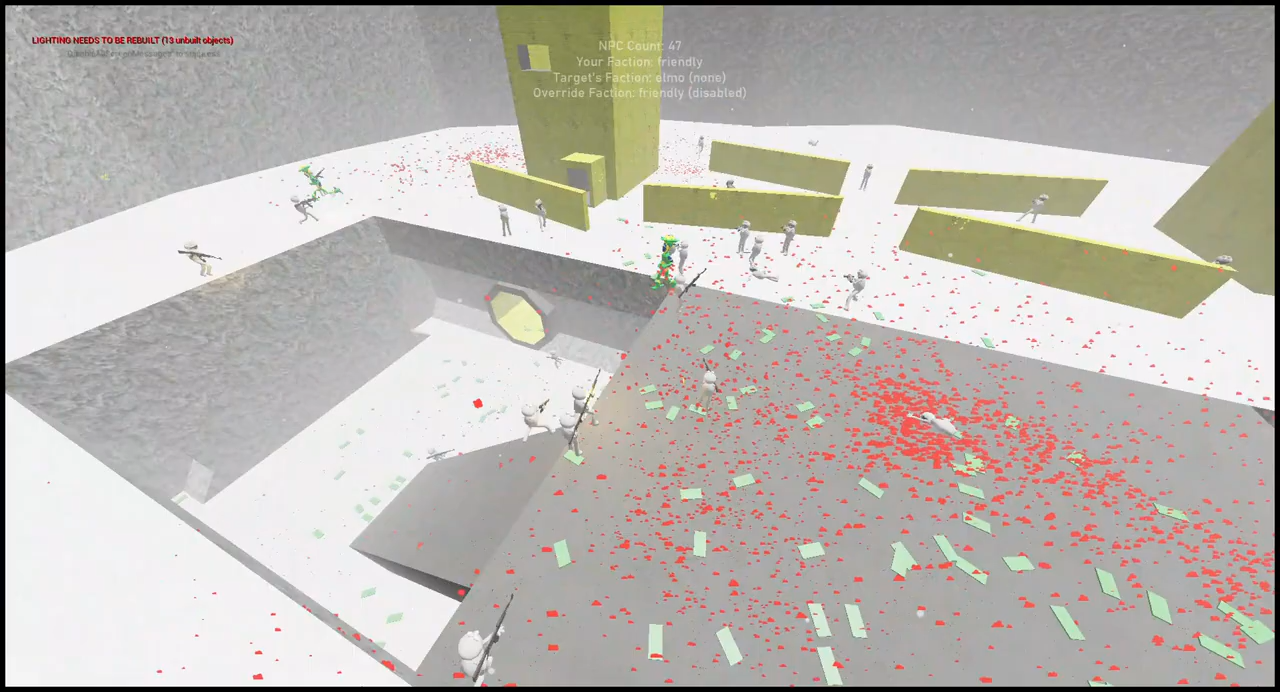 LIGHTING NEEDS TO BE REBUILT (13 unbuilt objects)
NPC Count: 47
Your Faction: friendly
Target's Faction: elmo (none)
Override Faction: friendly (disabled)